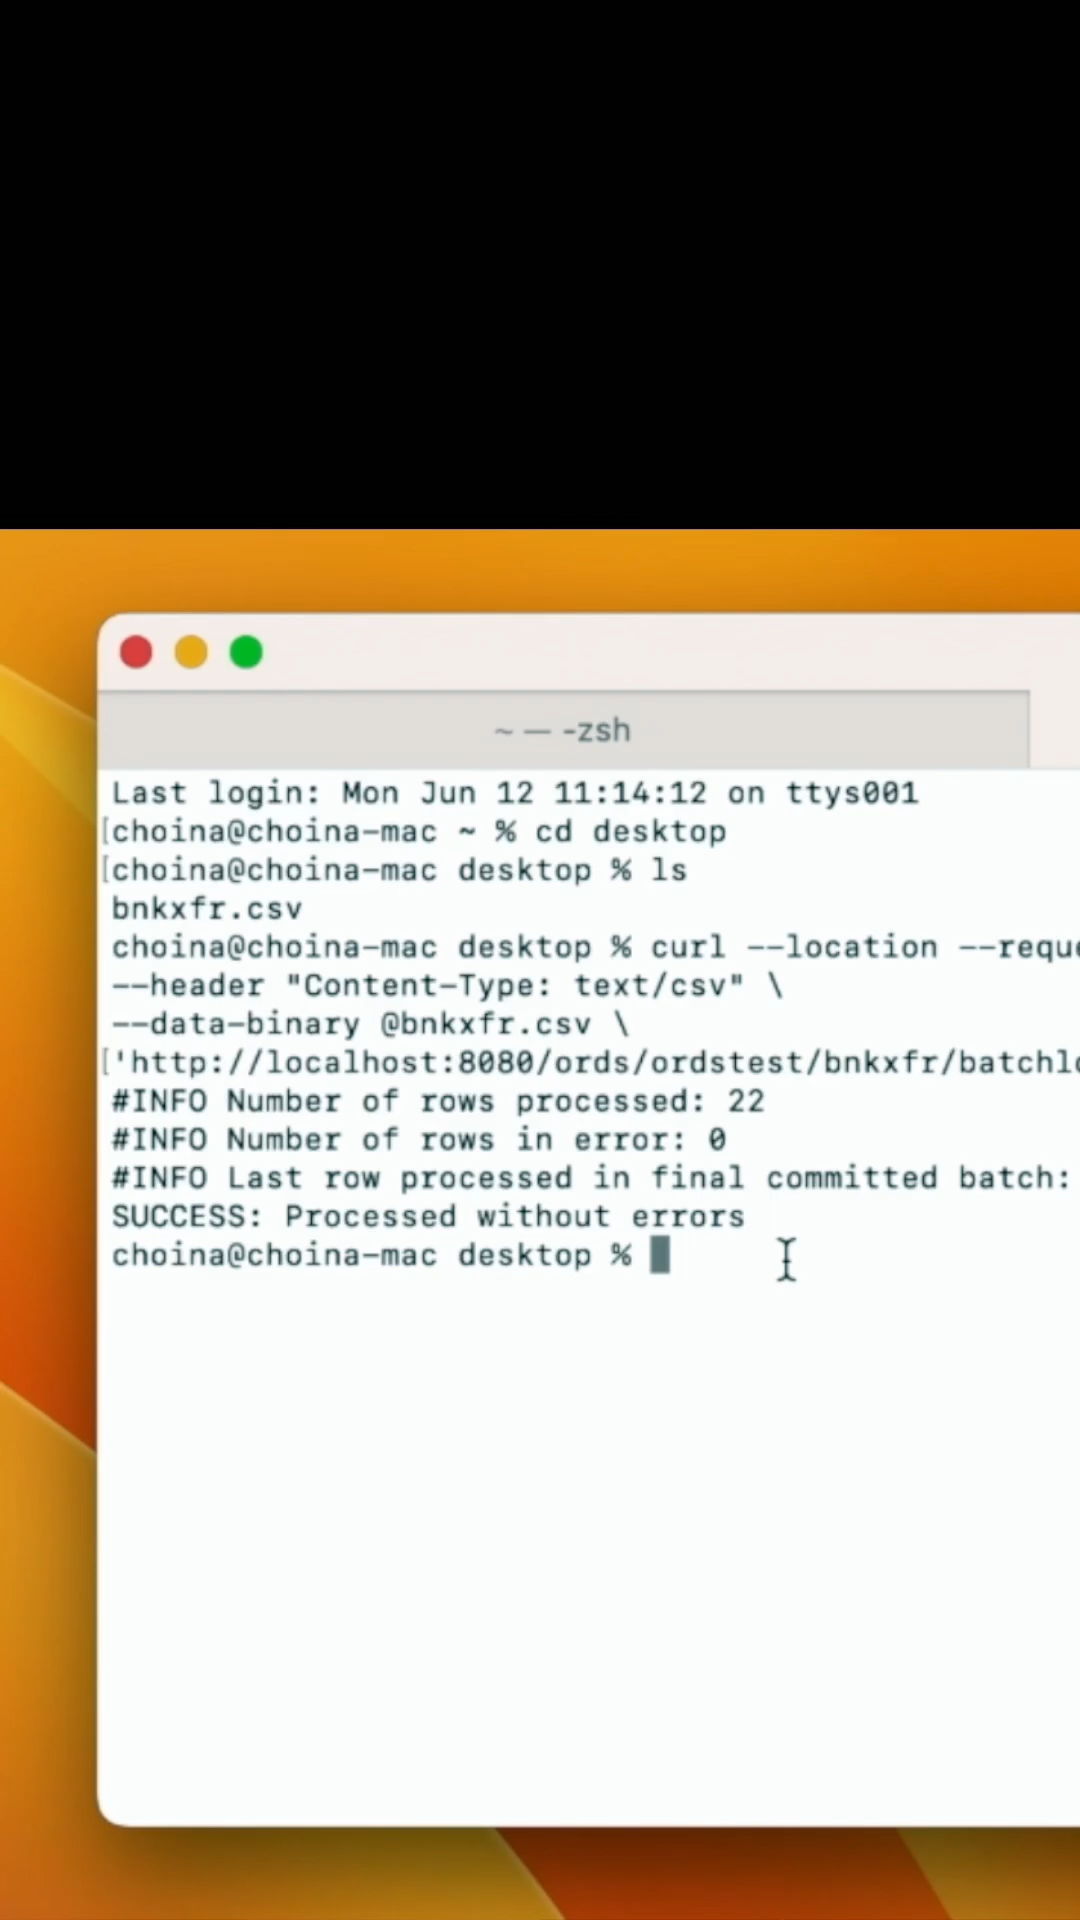 ~ — -zsh
Last login: Mon Jun 12 11:14:12 on ttys001
[choina@choina-mac ~ % cd desktop
[choina@choina-mac desktop % ls
bnkxfr.csv
choina@choina-mac desktop % curl --location --reque
--header "Content-Type: text/csv" \
--data-binary @bnkxfr.csv \
['http://localhost:8080/ords/ordstest/bnkxfr/batchlo
#INFO Number of rows processed: 22
#INFO Number of rows in error: 0
#INFO Last row processed in final committed batch:
SUCCESS: Processed without errors
choina@choina-mac desktop %